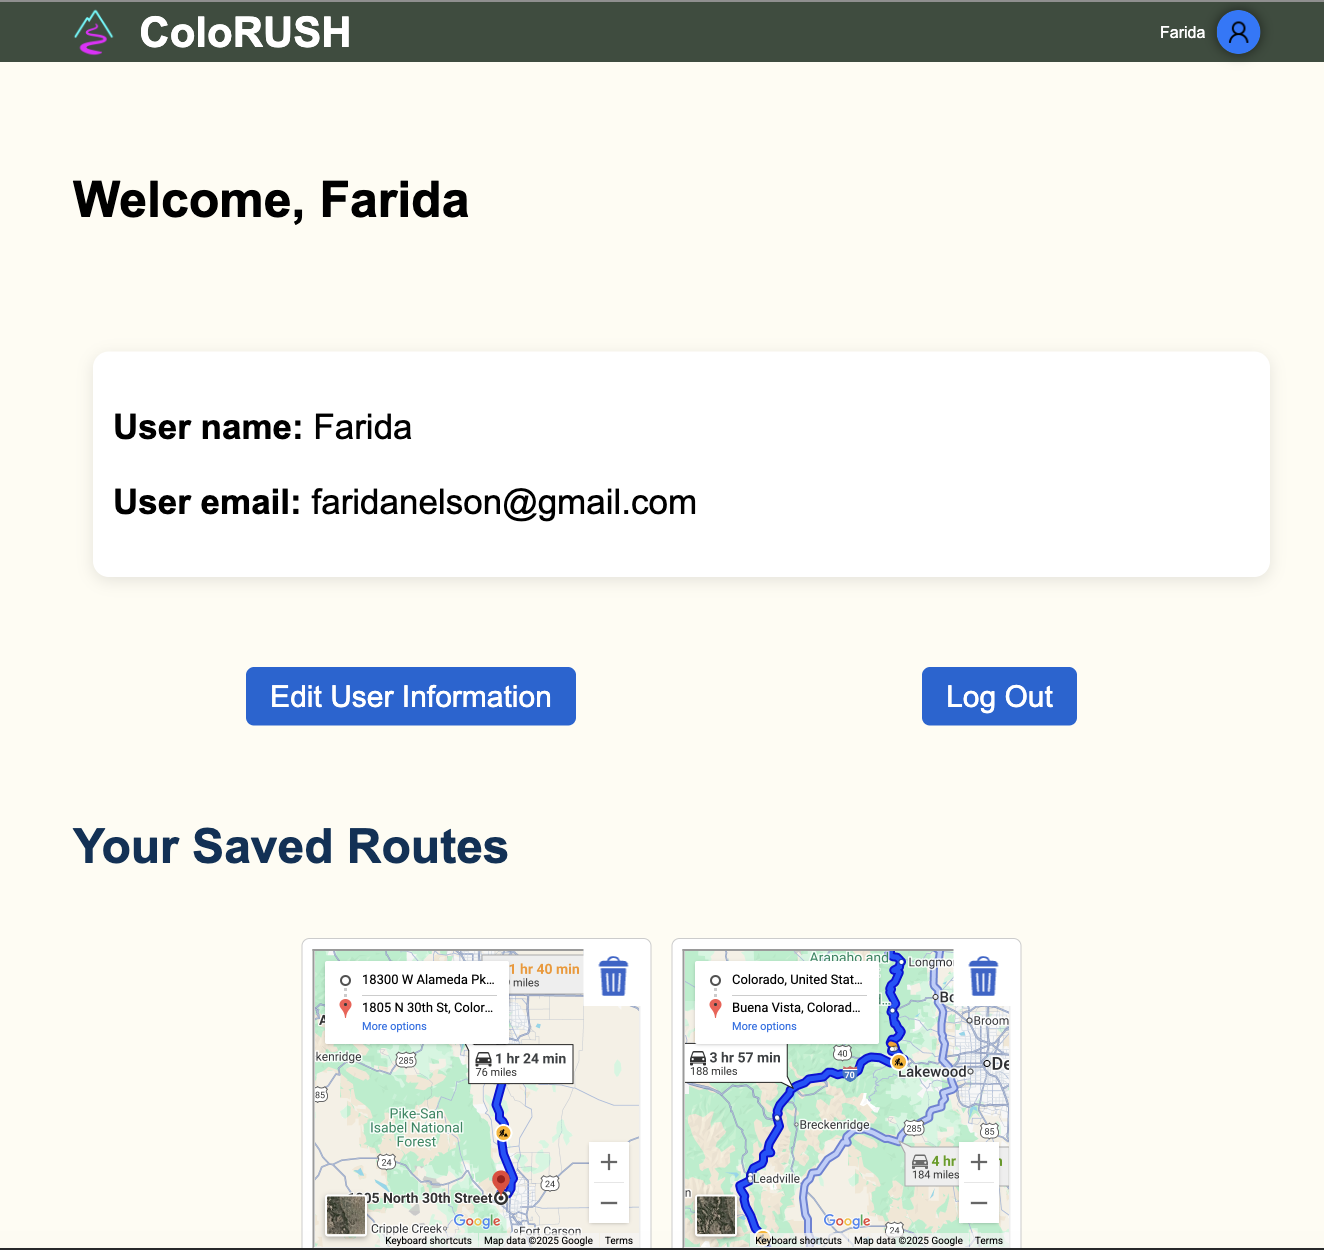 ColoRUSH
Farida
Welcome, Farida
User name: Farida
User email: faridanelson@gmail.com
Edit User Information
Log Out
Your Saved Routes
18300 W Alameda Pk...
1805 N 30th St, Color...
More options
1 hr 40 min
miles
1 hr 24 min
76 miles
kenridge
285
85
Pike-San
Isabel National
Forest
24
24
North 30th Street
Cripple Creek
Fort Carson
Google
Keyboard shortcuts
Map data ©2025 Google
Terms
Colorado, United Stat...
Buena Vista, Colorad...
More options
Arapaho and
Longmo
Bo
Broom
3 hr 57 min
188 miles
40
70
Lakewood
De
Breckenridge
285
85
4 hr
184 miles
Leadville
24
Google
Keyboard shortcuts
Map data ©2025 Google
Terms